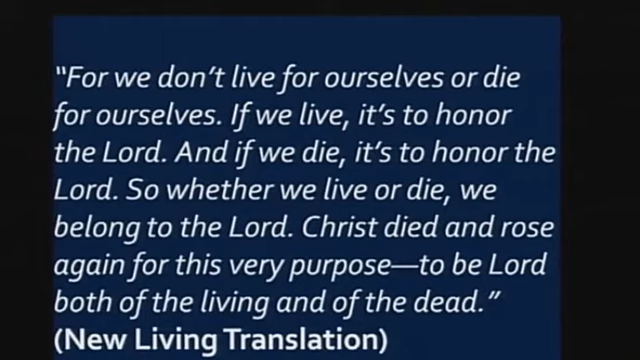 “For we don’t live for ourselves or die
for ourselves. If we live, it’s to honor
the Lord. And if we die, it’s to honor the
Lord. So whether we live or die, we
belong to the Lord. Christ died and rose
again for this very purpose—to be Lord
both of the living and of the dead.”
(New Living Translation)